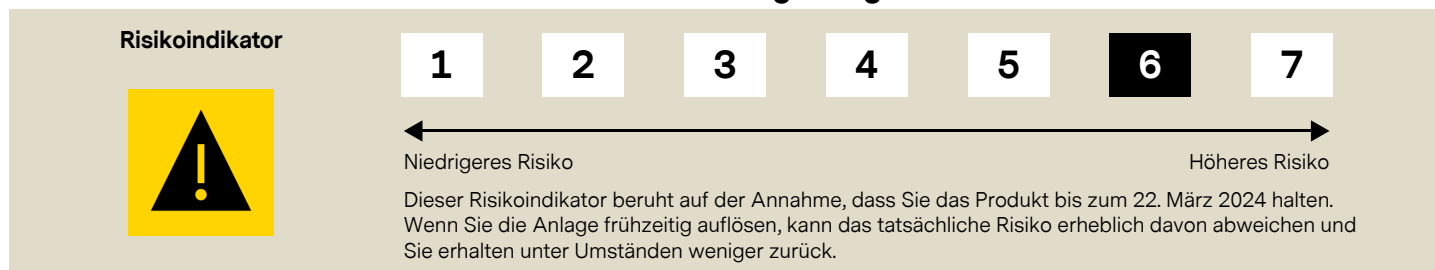 Risikoindikator
1 2 3 4 5 6 7
Niedrigeres Risiko Höheres Risiko
Dieser Risikoindikator beruht auf der Annahme, dass Sie das Produkt bis zum 22. März 2024 halten.
Wenn Sie die Anlage frühzeitig auflösen, kann das tatsächliche Risiko erheblich davon abweichen und
Sie erhalten unter Umständen weniger zurück.